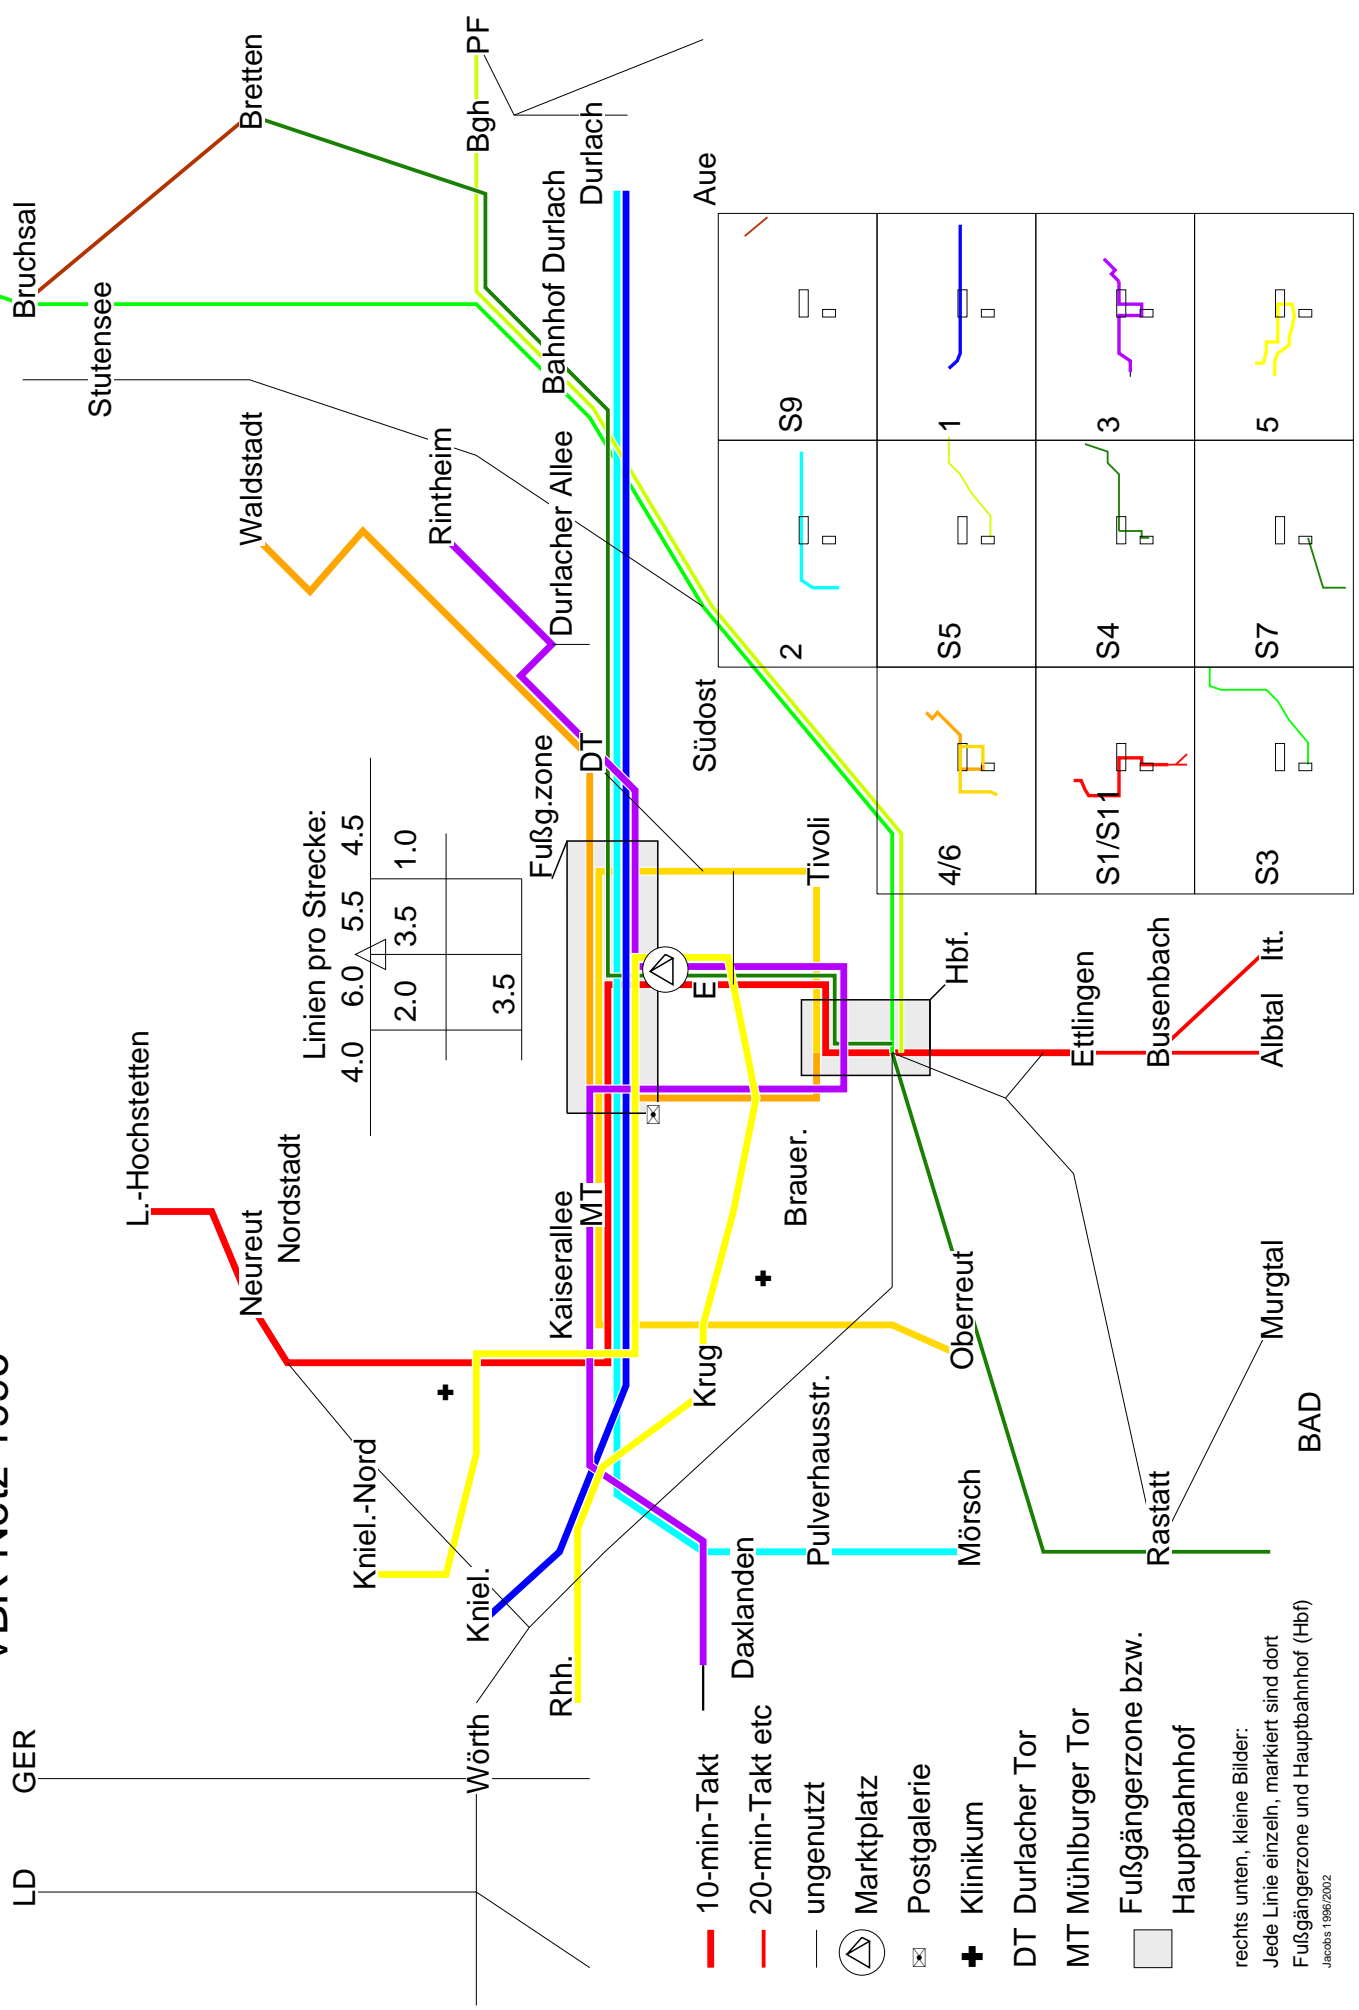 VBK-Netz
LD
GER
Bruchsal
Stutensee
L.-Hochstetten
Neureut
Nordstadt
Waldstadt
Bretten
Linien pro Strecke:
4.0 6.0 5.5 4.5
2.0 3.5 1.0
3.5
Kniel.-Nord
Rintheim
Wörth
Kniel.
Bgh
PF
Rhh.
Kaiserallee
Fußg.zone
Durlacher Allee
Bahnhof Durlach
MT
DT
Durlach
Krug
E
Südost
Aue
Daxlanden
Brauer.
Pulverhausstr.
Tivoli
Mörsch
Oberreut
Hbf.
Ettlingen
Rastatt
Busenbach
Murgtal
Albtal
Itt.
BAD
10-min-Takt
20-min-Takt etc
ungenutzt
Marktplatz
Postgalerie
Klinikum
DT Durlacher Tor
MT Mühlburger Tor
Fußgängerzone bzw.
Hauptbahnhof
rechts unten, kleine Bilder:
Jede Linie einzeln, markiert sind dort
Fußgängerzone und Hauptbahnhof (Hbf)
Jacobs 1996/2002
2
S9
4/6
S5
1
S1/S11
S4
3
S3
S7
5